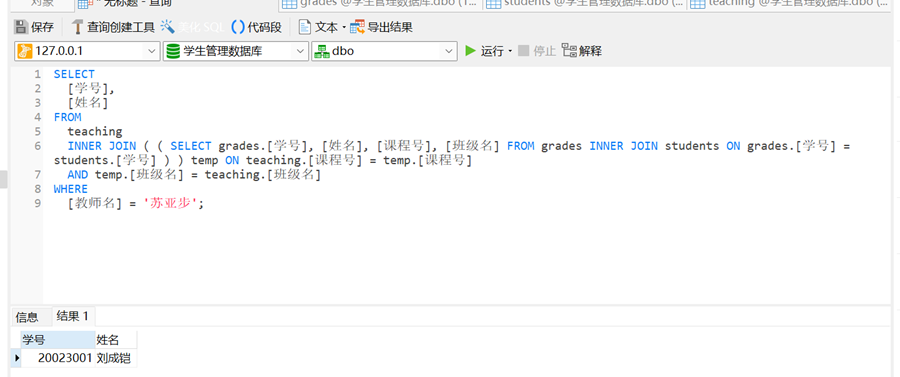 对象
* 无标题 - 查询
grades @学生管理数据库.dbo (1...
students @学生管理数据库.dbo (...
teaching @学生管理数据库.dbo (...
保存
查询创建工具
美化 SQL
代码段
文本
导出结果
127.0.0.1
学生管理数据库
dbo
运行
停止
解释
1 SELECT
2 [学号],
3 [姓名]
4 FROM
5 teaching
6 INNER JOIN ( ( SELECT grades.[学号], [姓名], [课程号], [班级名] FROM grades INNER JOIN students ON grades.[学号] =
students.[学号] ) ) temp ON teaching.[课程号] = temp.[课程号]
7 AND temp.[班级名] = teaching.[班级名]
8 WHERE
9 [教师名] = '苏亚步';
信息
结果 1
学号 姓名
20023001 刘成铠